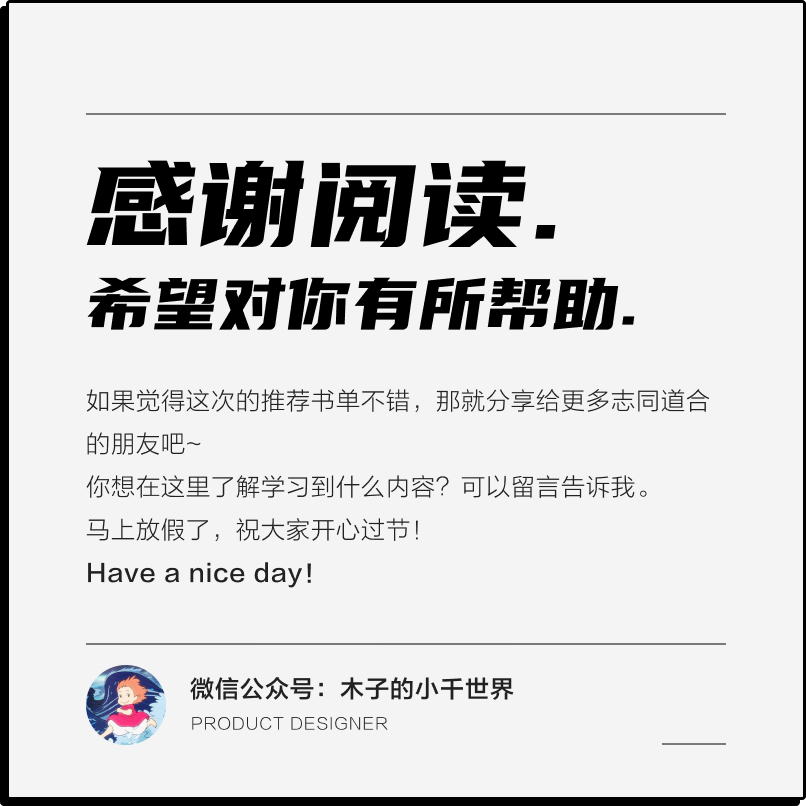 感谢阅读.
希望对你有所帮助.
如果觉得这次的推荐书单不错，那就分享给更多志同道合
的朋友吧~
你想在这里了解学习到什么内容？可以留言告诉我。
马上放假了，祝大家开心过节！
Have a nice day!
微信公众号：木子的小千世界
PRODUCT DESIGNER